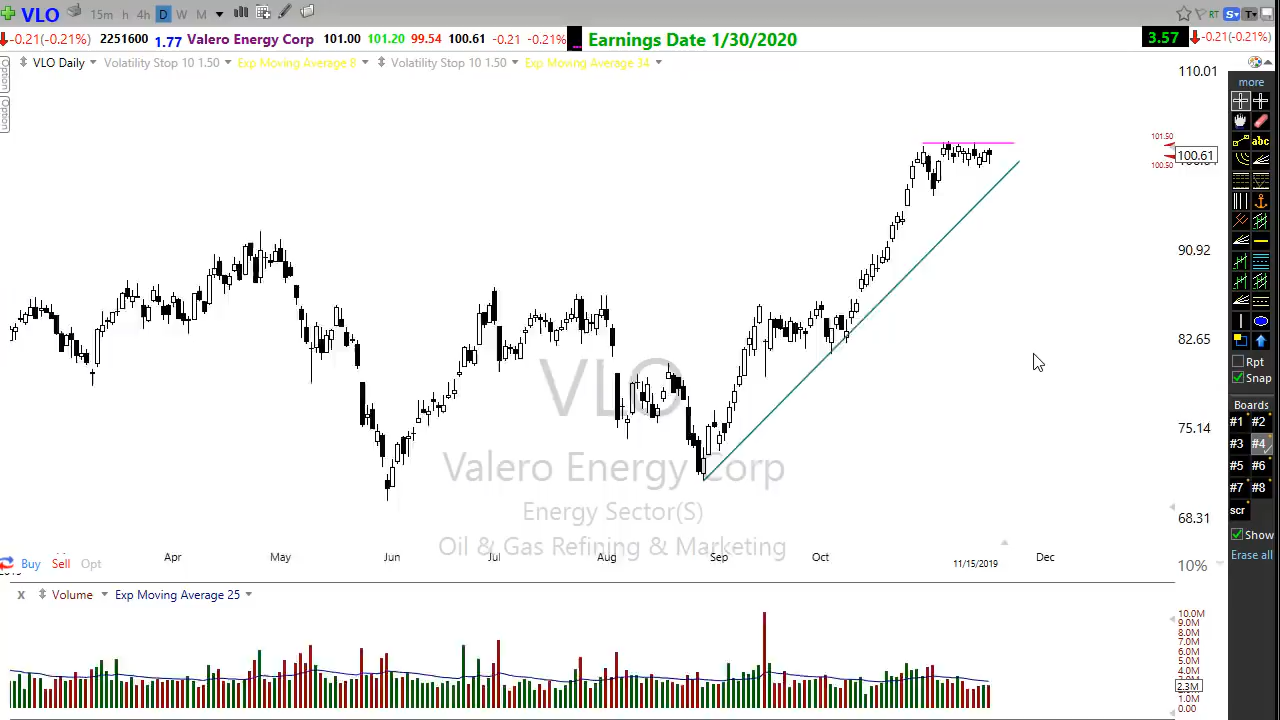 VLO 15m h 4h D W M RT S T
-0.21(-0.21%) 2251600 1.77 Valero Energy Corp 101.00 101.20 99.54 100.61 -0.21 -0.21% Earnings Date 1/30/2020 3.57 -0.21(-0.21%)
VLO Daily Volatility Stop 10 1.50 Exp Moving Average 8 Volatility Stop 10 1.50 Exp Moving Average 34
Option
Option
110.01
more
abc
101.50
100.61
100.50
90.92
82.65
75.14
68.31
VLO
Valero Energy Corp
Energy Sector(S)
Oil & Gas Refining & Marketing
Rpt
Snap
Boards
#1 #2
#3 #4
#5 #6
#7 #8
scr
Show
Erase all
Apr May Jun Jul Aug Sep Oct 11/15/2019 Dec
Buy Sell Opt 10%
x Volume Exp Moving Average 25
10.0M
9.0M
8.0M
7.0M
6.0M
5.0M
4.0M
2.3M
1.0M
0.00